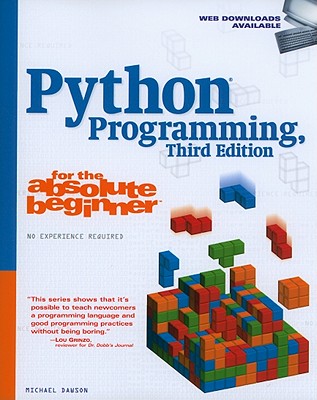 WEB DOWNLOADS
AVAILABLE
Python®
Programming,
Third Edition
for the
absolute
beginner™
NO EXPERIENCE REQUIRED
"This series shows that it's
possible to teach newcomers
a programming language and
good programming practices
without being boring."
—LOU GRINZO,
reviewer for Dr. Dobb's Journal
MICHAEL DAWSON